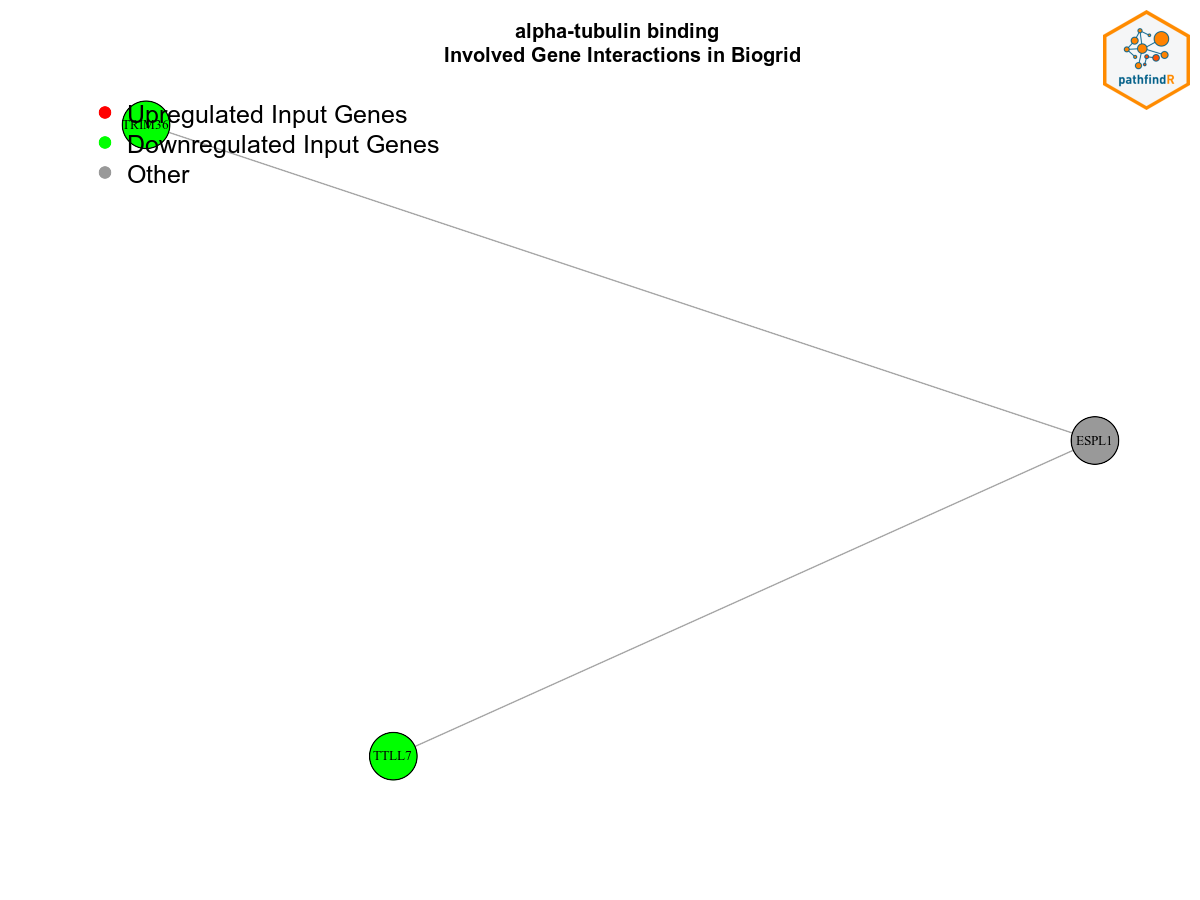 alpha-tubulin binding
Involved Gene Interactions in Biogrid
pathfindR
Upregulated Input Genes
TRIM36
Downregulated Input Genes
Other
ESPL1
TTLL7